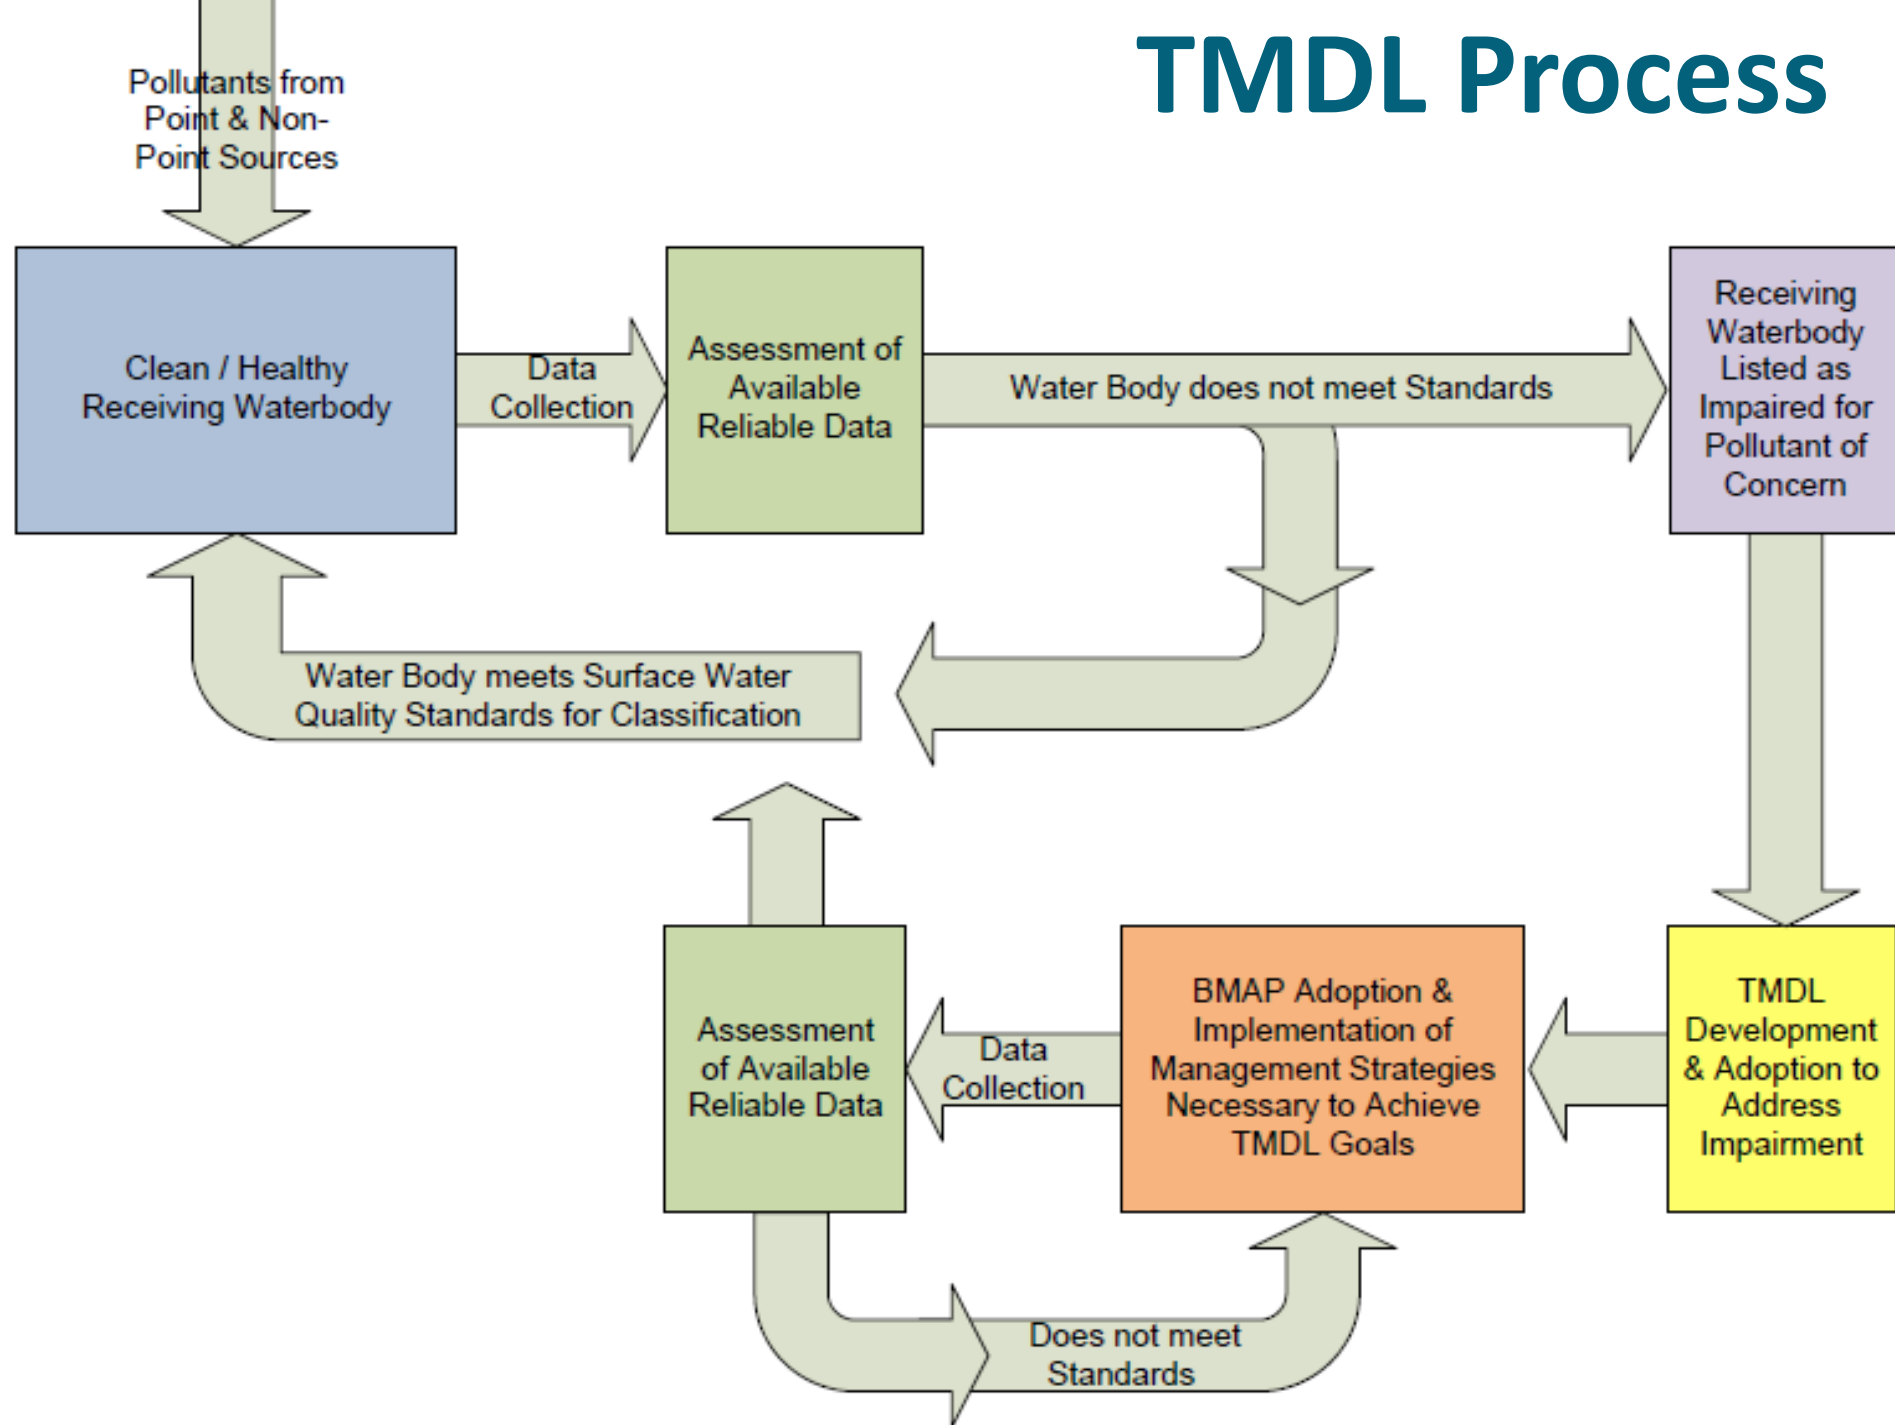 TMDL Process
Pollutants from
Point & Non-
Point Sources
Clean / Healthy
Receiving Waterbody
Data
Collection
Assessment of
Available
Reliable Data
Water Body does not meet Standards
Receiving
Waterbody
Listed as
Impaired for
Pollutant of
Concern
Water Body meets Surface Water
Quality Standards for Classification
Assessment
of Available
Reliable Data
Data
Collection
BMAP Adoption &
Implementation of
Management Strategies
Necessary to Achieve
TMDL Goals
TMDL
Development
& Adoption to
Address
Impairment
Does not meet
Standards